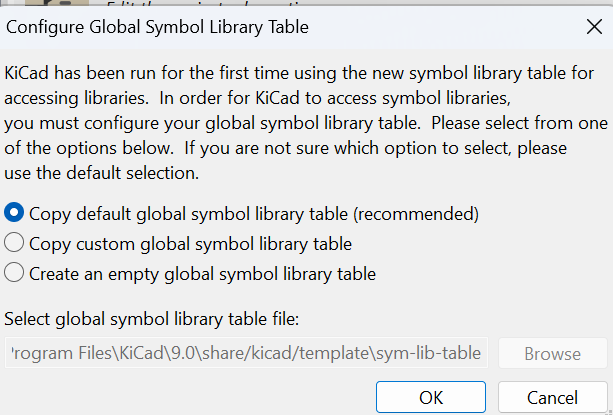 Configure Global Symbol Library Table
KiCad has been run for the first time using the new symbol library table for
accessing libraries.  In order for KiCad to access symbol libraries,
you must configure your global symbol library table.  Please select from one
of the options below.  If you are not sure which option to select, please
use the default selection.
Copy default global symbol library table (recommended)
Copy custom global symbol library table
Create an empty global symbol library table
Select global symbol library table file:
rogram Files\KiCad\9.0\share/kicad/template\sym-lib-table
Browse
OK
Cancel